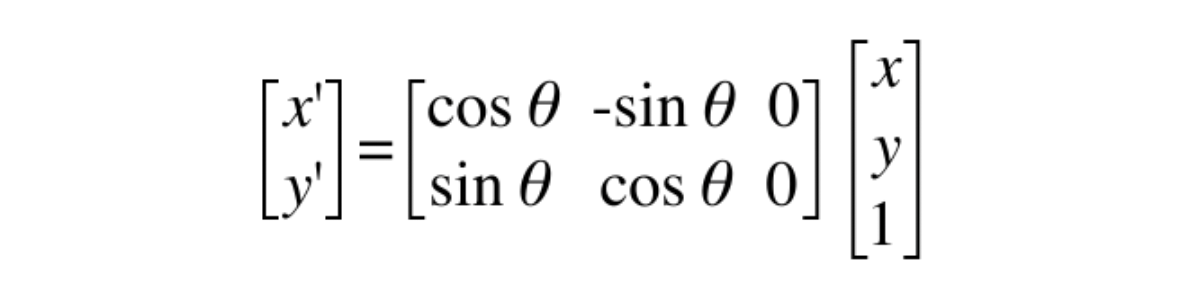 [x'] = [cos θ -sin θ 0] [x]
[y'] [sin θ cos θ 0] [y]
[1]